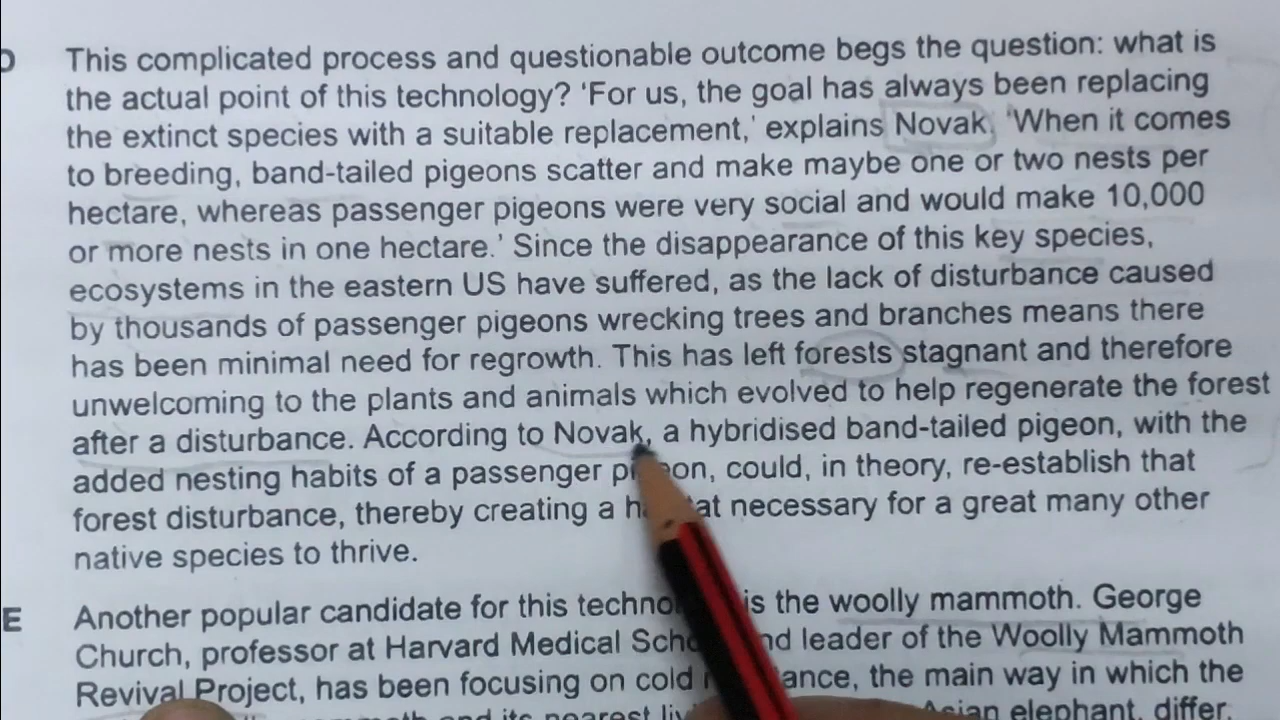 D This complicated process and questionable outcome begs the question: what is
the actual point of this technology? ‘For us, the goal has always been replacing
the extinct species with a suitable replacement,’ explains Novak. ‘When it comes
to breeding, band-tailed pigeons scatter and make maybe one or two nests per
hectare, whereas passenger pigeons were very social and would make 10,000
or more nests in one hectare.’ Since the disappearance of this key species,
ecosystems in the eastern US have suffered, as the lack of disturbance caused
by thousands of passenger pigeons wrecking trees and branches means there
has been minimal need for regrowth. This has left forests stagnant and therefore
unwelcoming to the plants and animals which evolved to help regenerate the forest
after a disturbance. According to Novak, a hybridised band-tailed pigeon, with the
added nesting habits of a passenger pigeon, could, in theory, re-establish that
forest disturbance, thereby creating a habitat necessary for a great many other
native species to thrive.
E Another popular candidate for this technology is the woolly mammoth. George
Church, professor at Harvard Medical School and leader of the Woolly Mammoth
Revival Project, has been focusing on cold resistance, the main way in which the
and its nearest Asian elephant, differ.